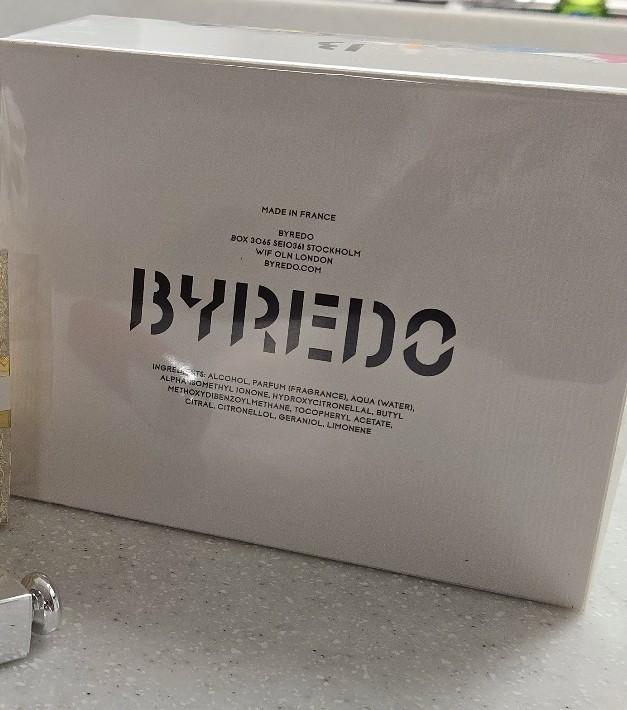 MADE IN FRANCE
BYREDO
BOX 3065 SE10361 STOCKHOLM
W1F OLN LONDON
BYREDO.COM
BYREDO
INGREDIENTS: ALCOHOL, PARFUM (FRAGRANCE), AQUA (WATER),
ALPHA-ISOMETHYL IONONE, HYDROXYCITRONELLAL, BUTYL
METHOXYDIBENZOYLMETHANE, TOCOPHERYL ACETATE,
CITRAL, CITRONELLOL, GERANIOL, LIMONENE